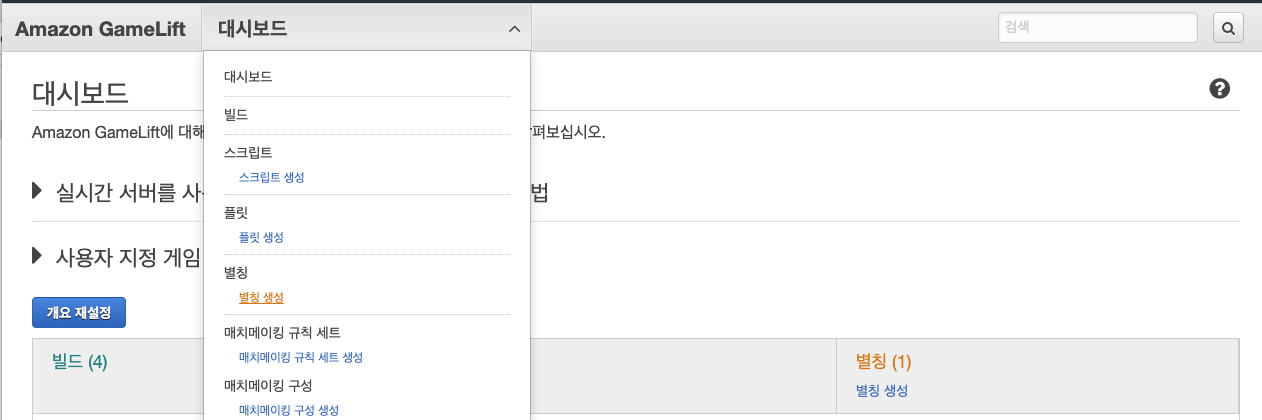 Amazon GameLift
대시보드
검색
대시보드
Amazon GameLift에 대해
펴보십시오.
실시간 서버를 사
법
사용자 지정 게임
개요 재설정
대시보드
빌드
스크립트
스크립트 생성
플릿
플릿 생성
별칭
별칭 생성
매치메이킹 규칙 세트
매치메이킹 규칙 세트 생성
매치메이킹 구성
매치메이킹 구성 생성
빌드 (4)
별칭 (1)
별칭 생성